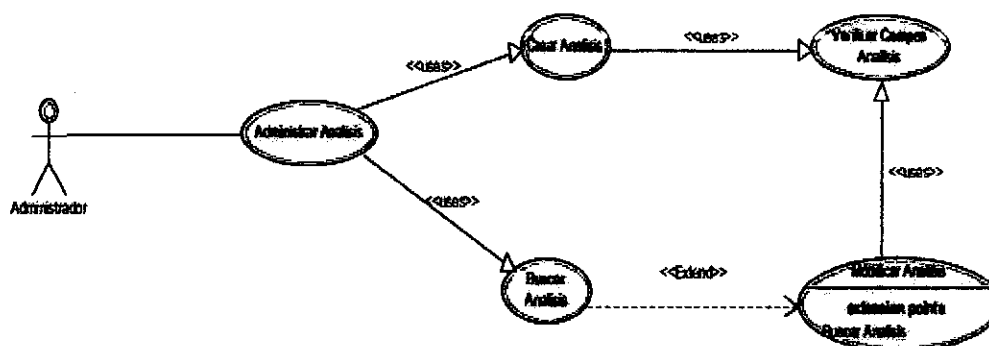 Crear Analisis
<<uses>>
Verificar Campos
Analisis
<<uses>>
Administrar Analisis
Administrador
<<uses>>
<<uses>>
Buscar
Analisis
<<Extend>>
Modificar Analisis
extension points
Buscar Analisis